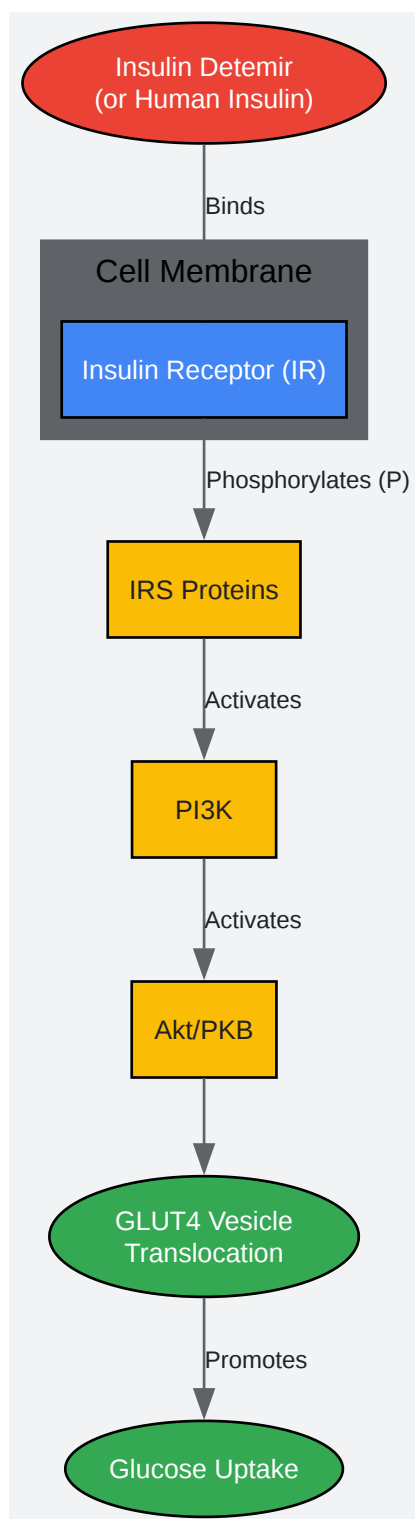 Insulin Detemir
(or Human Insulin)
Binds
Cell Membrane
Insulin Receptor (IR)
Phosphorylates (P)
IRS Proteins
Activates
PI3K
Activates
Akt/PKB
GLUT4 Vesicle
Translocation
Promotes
Glucose Uptake